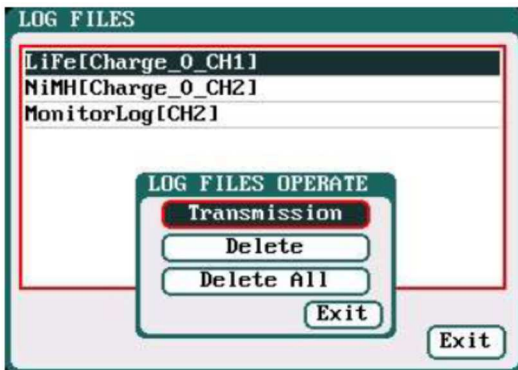 LOG FILES
LiFe[Charge_0_CH1]
NiMH[Charge_0_CH2]
MonitorLog[CH2]
LOG FILES OPERATE
Transmission
Delete
Delete All
Exit
Exit